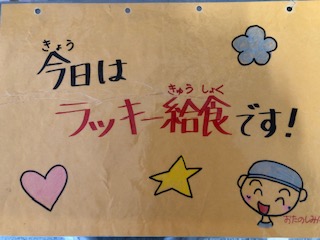 きょう
今日は
きゅう しょく
ラッキー給食です！
おたのしみ